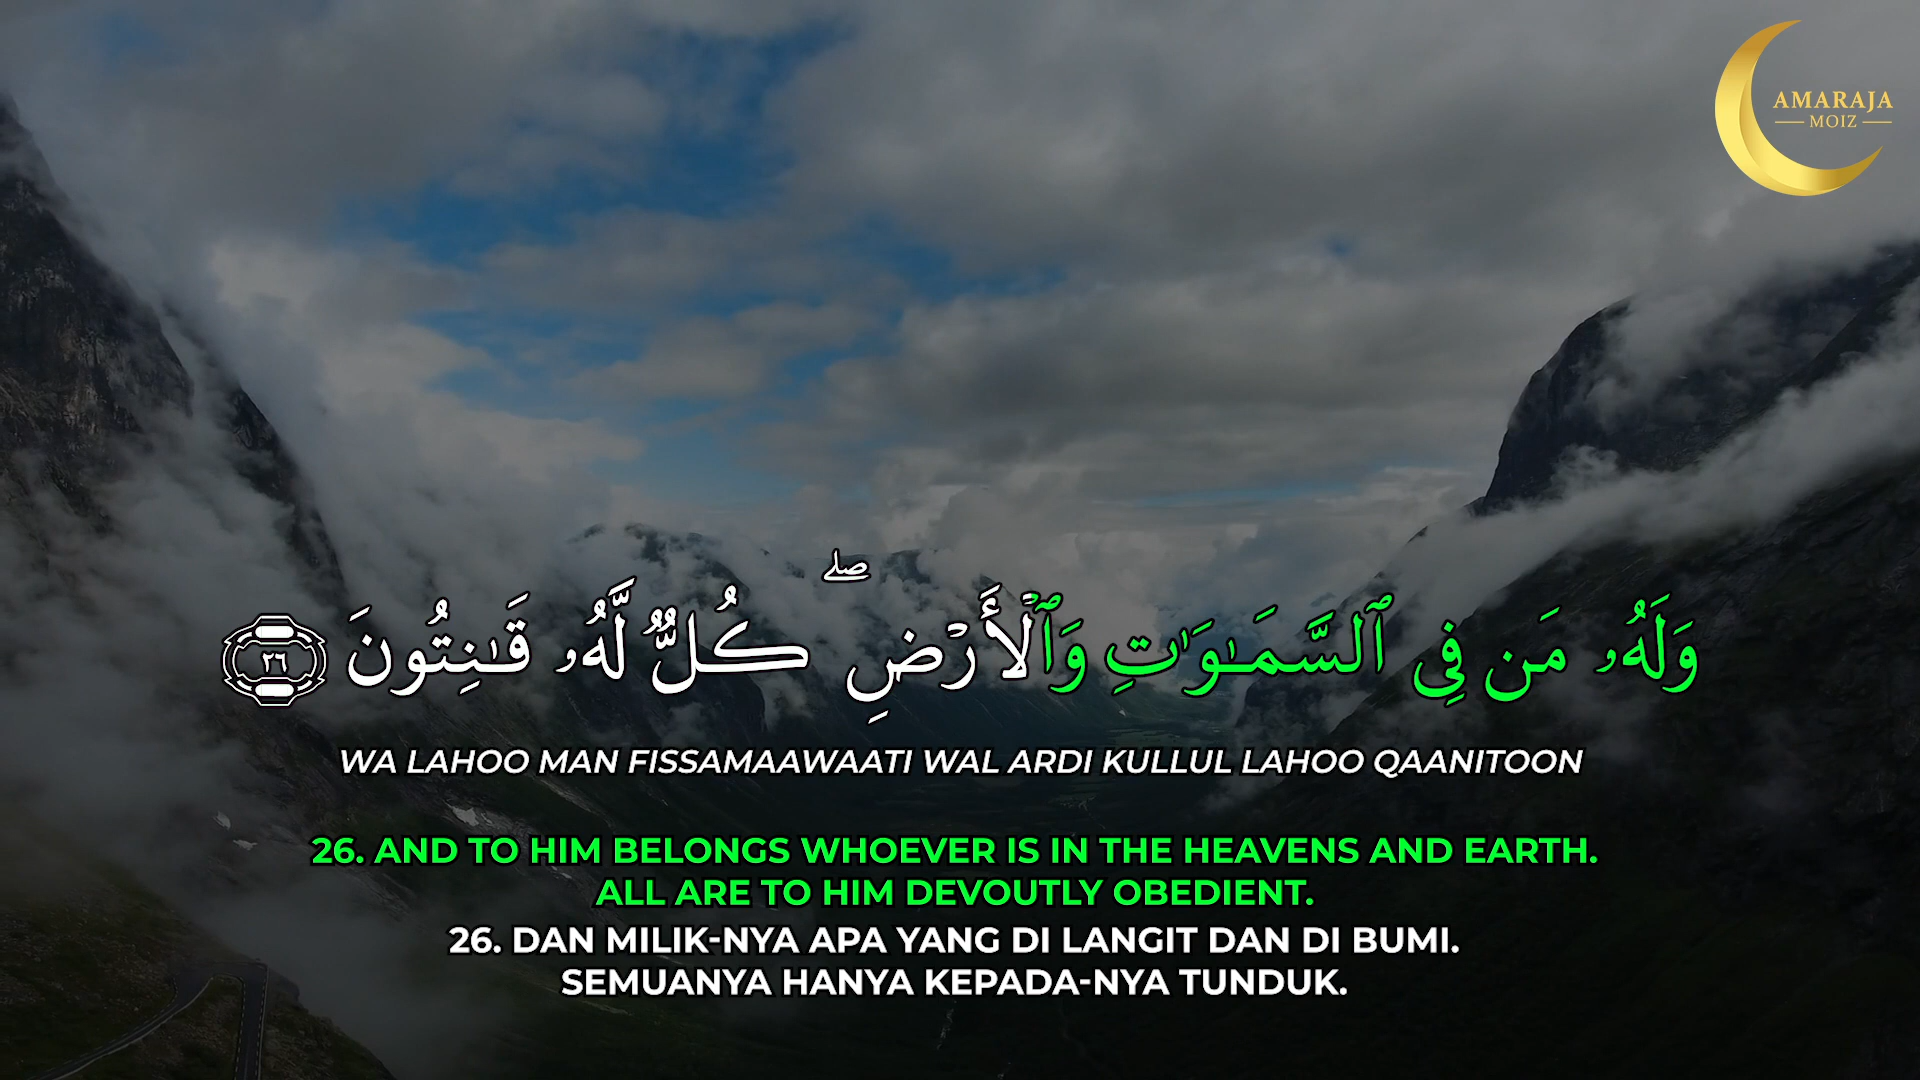 AMARAJA
MOIZ
وَلَهُۥ مَن فِى ٱلسَّمَـٰوَٰتِ وَٱلْأَرْضِ ۖ كُلٌّۭ لَّهُۥ قَـٰنِتُونَ ٢٦
WA LAHOO MAN FISSAMAAWAATI WAL ARDI KULLUL LAHOO QAANITOON
26. AND TO HIM BELONGS WHOEVER IS IN THE HEAVENS AND EARTH.
ALL ARE TO HIM DEVOUTLY OBEDIENT.
26. DAN MILIK-NYA APA YANG DI LANGIT DAN DI BUMI.
SEMUANYA HANYA KEPADA-NYA TUNDUK.